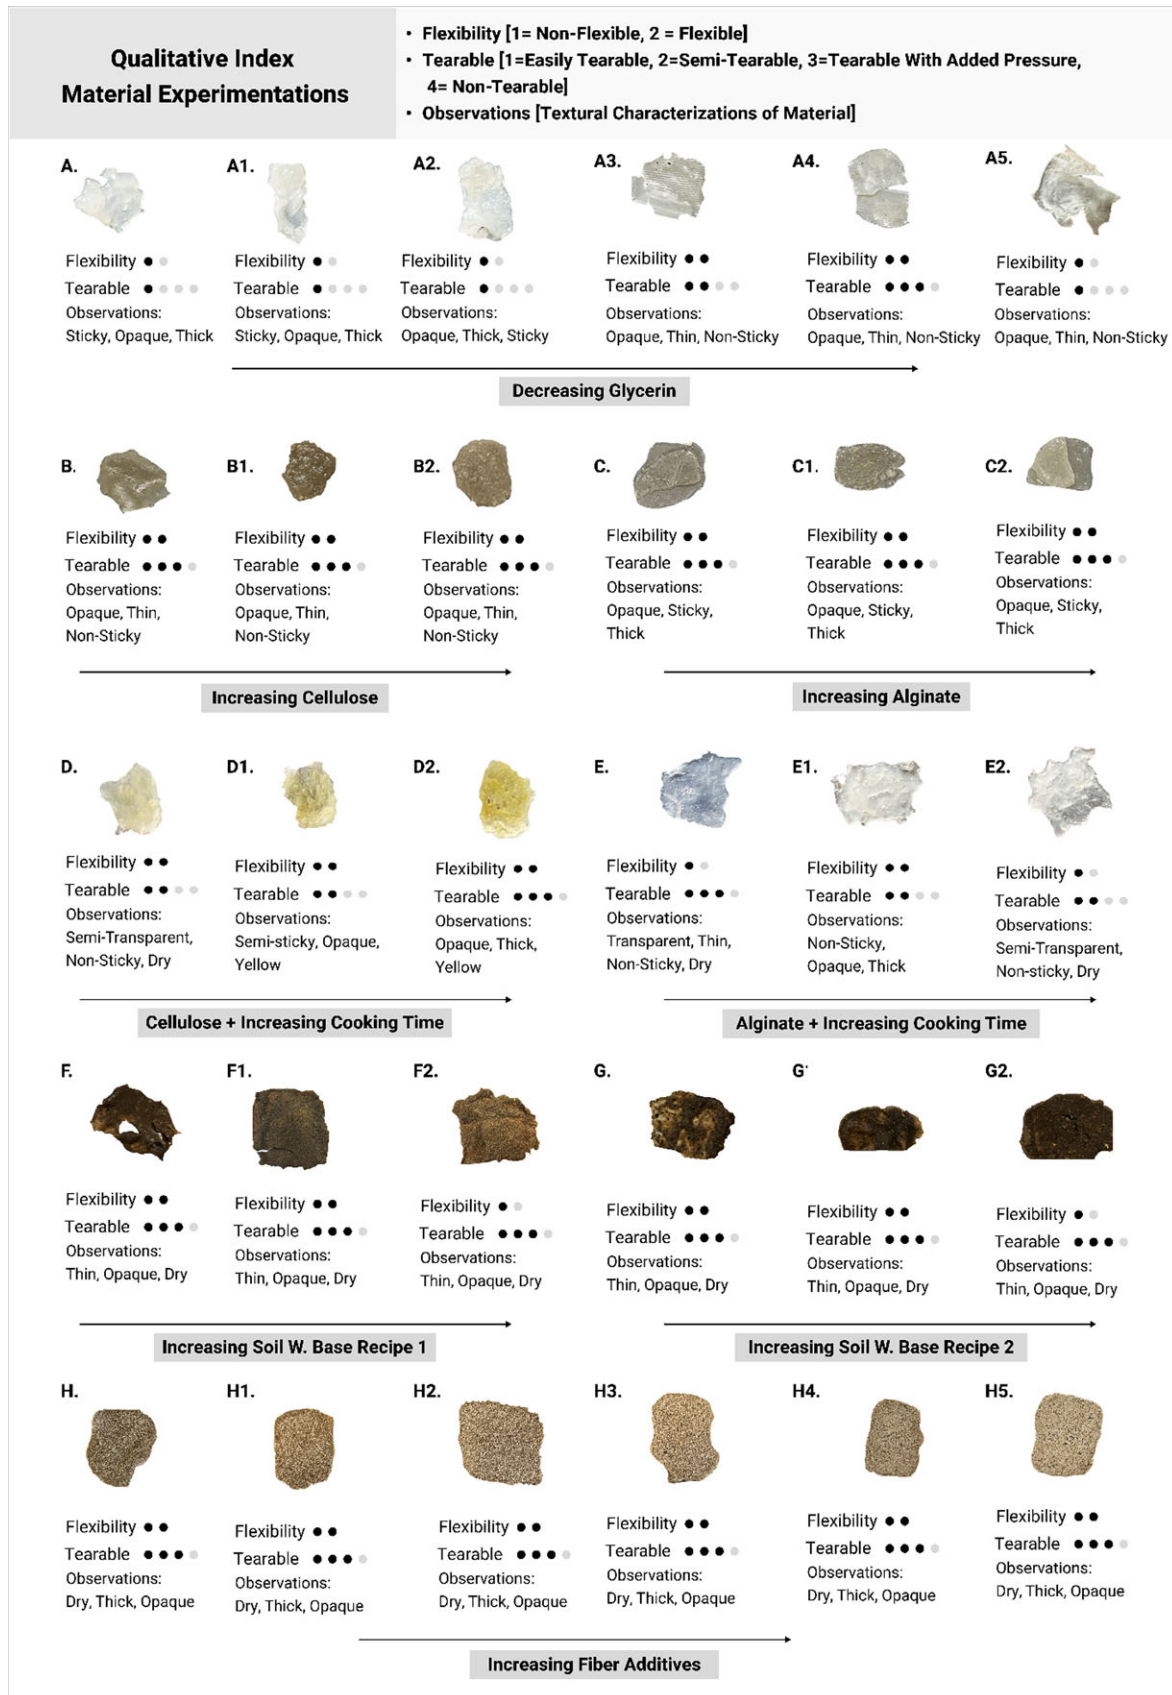 Qualitative Index
Material Experimentations
• Flexibility [1= Non-Flexible, 2 = Flexible]
• Tearable [1=Easily Tearable, 2=Semi-Tearable, 3=Tearable With Added Pressure,
4= Non-Tearable]
• Observations [Textural Characterizations of Material]
A.
Flexibility
Tearable
Observations:
Sticky, Opaque, Thick
A1.
Flexibility
Tearable
Observations:
Sticky, Opaque, Thick
A2.
Flexibility
Tearable
Observations:
Opaque, Thick, Sticky
A3.
Flexibility
Tearable
Observations:
Opaque, Thin, Non-Sticky
A4.
Flexibility
Tearable
Observations:
Opaque, Thin, Non-Sticky
A5.
Flexibility
Tearable
Observations:
Opaque, Thin, Non-Sticky
Decreasing Glycerin
B.
Flexibility
Tearable
Observations:
Opaque, Thin,
Non-Sticky
B1.
Flexibility
Tearable
Observations:
Opaque, Thin,
Non-Sticky
B2.
Flexibility
Tearable
Observations:
Opaque, Thin,
Non-Sticky
Increasing Cellulose
C.
Flexibility
Tearable
Observations:
Opaque, Sticky,
Thick
C1.
Flexibility
Tearable
Observations:
Opaque, Sticky,
Thick
C2.
Flexibility
Tearable
Observations:
Opaque, Sticky,
Thick
Increasing Alginate
D.
Flexibility
Tearable
Observations:
Semi-Transparent,
Non-Sticky, Dry
D1.
Flexibility
Tearable
Observations:
Semi-sticky, Opaque,
Yellow
D2.
Flexibility
Tearable
Observations:
Opaque, Thick,
Yellow
Cellulose + Increasing Cooking Time
E.
Flexibility
Tearable
Observations:
Transparent, Thin,
Non-Sticky, Dry
E1.
Flexibility
Tearable
Observations:
Non-Sticky,
Opaque, Thick
E2.
Flexibility
Tearable
Observations:
Semi-Transparent,
Non-sticky, Dry
Alginate + Increasing Cooking Time
F.
Flexibility
Tearable
Observations:
Thin, Opaque, Dry
F1.
Flexibility
Tearable
Observations:
Thin, Opaque, Dry
F2.
Flexibility
Tearable
Observations:
Thin, Opaque, Dry
Increasing Soil W. Base Recipe 1
G.
Flexibility
Tearable
Observations:
Thin, Opaque, Dry
G
Flexibility
Tearable
Observations:
Thin, Opaque, Dry
G2.
Flexibility
Tearable
Observations:
Thin, Opaque, Dry
Increasing Soil W. Base Recipe 2
H.
Flexibility
Tearable
Observations:
Dry, Thick, Opaque
H1.
Flexibility
Tearable
Observations:
Dry, Thick, Opaque
H2.
Flexibility
Tearable
Observations:
Dry, Thick, Opaque
H3.
Flexibility
Tearable
Observations:
Dry, Thick, Opaque
H4.
Flexibility
Tearable
Observations:
Dry, Thick, Opaque
H5.
Flexibility
Tearable
Observations:
Dry, Thick, Opaque
Increasing Fiber Additives